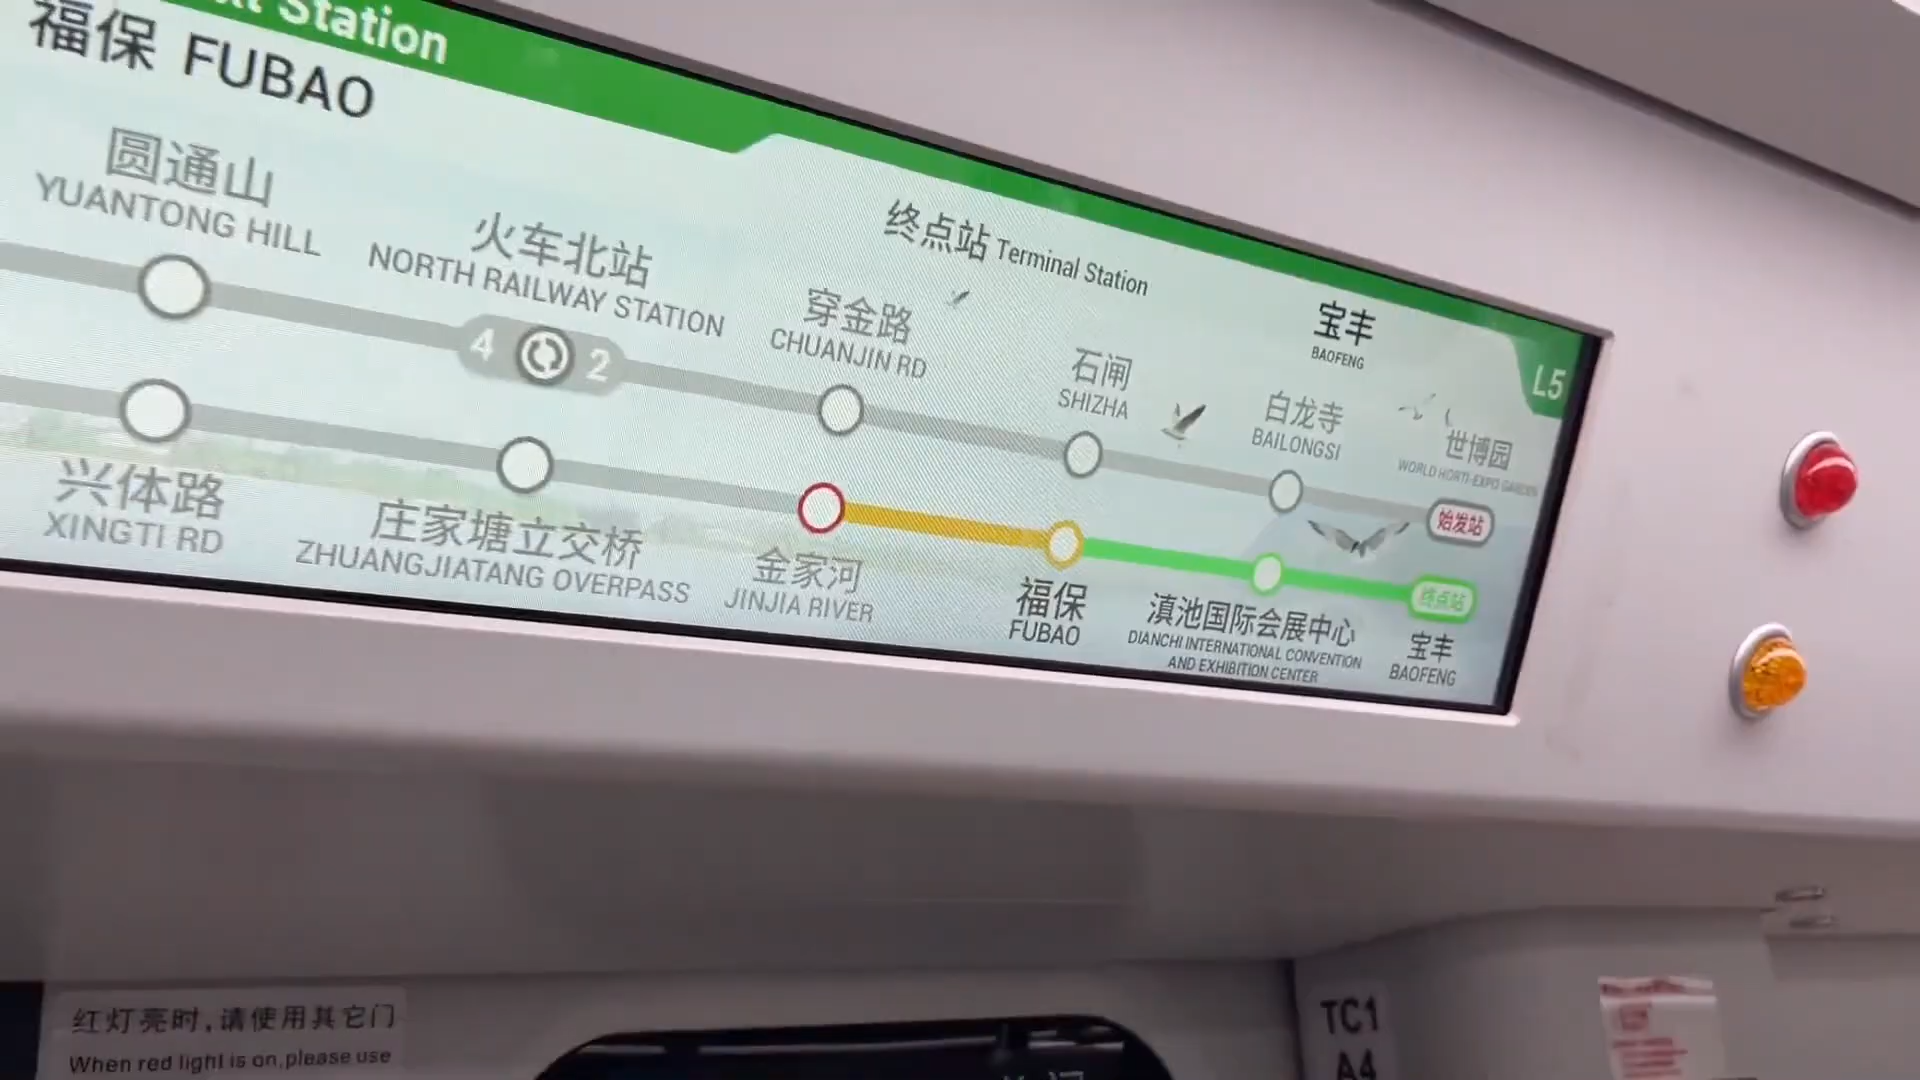 Station
福保 FUBAO
终点站 Terminal Station
宝丰
BAOFENG
L5
圆通山
YUANTONG HILL
火车北站
NORTH RAILWAY STATION
4 2
穿金路
CHUANJIN RD
石闸
SHIZHA
白龙寺
BAILONGSI
世博园
WORLD HORTI-EXPO GARDEN
始发站
兴体路
XINGTI RD
庄家塘立交桥
ZHUANGJIATANG OVERPASS
金家河
JINJIA RIVER
福保
FUBAO
滇池国际会展中心
DIANCHI INTERNATIONAL CONVENTION
AND EXHIBITION CENTER
终点站
宝丰
BAOFENG
红灯亮时,请使用其它门
When red light is on,please use
TC1
A4